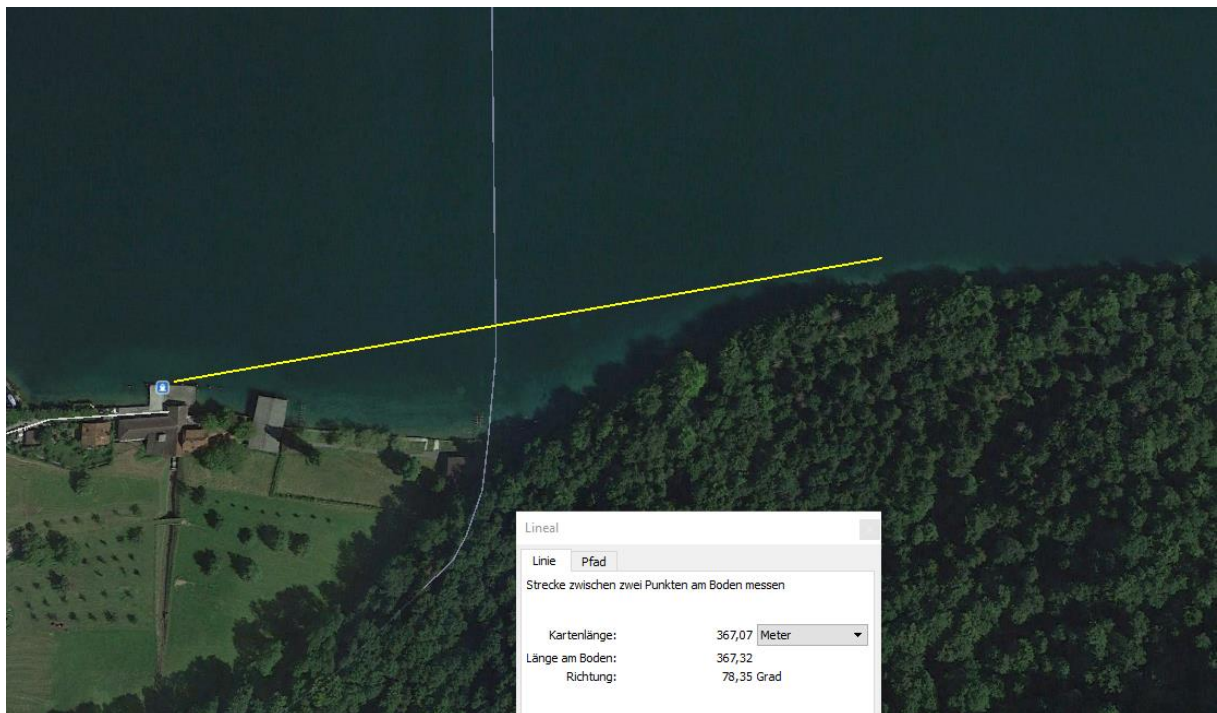 Lineal
Linie Pfad
Strecke zwischen zwei Punkten am Boden messen
Kartenlänge: 367,07 Meter
Länge am Boden: 367,32
Richtung: 78,35 Grad